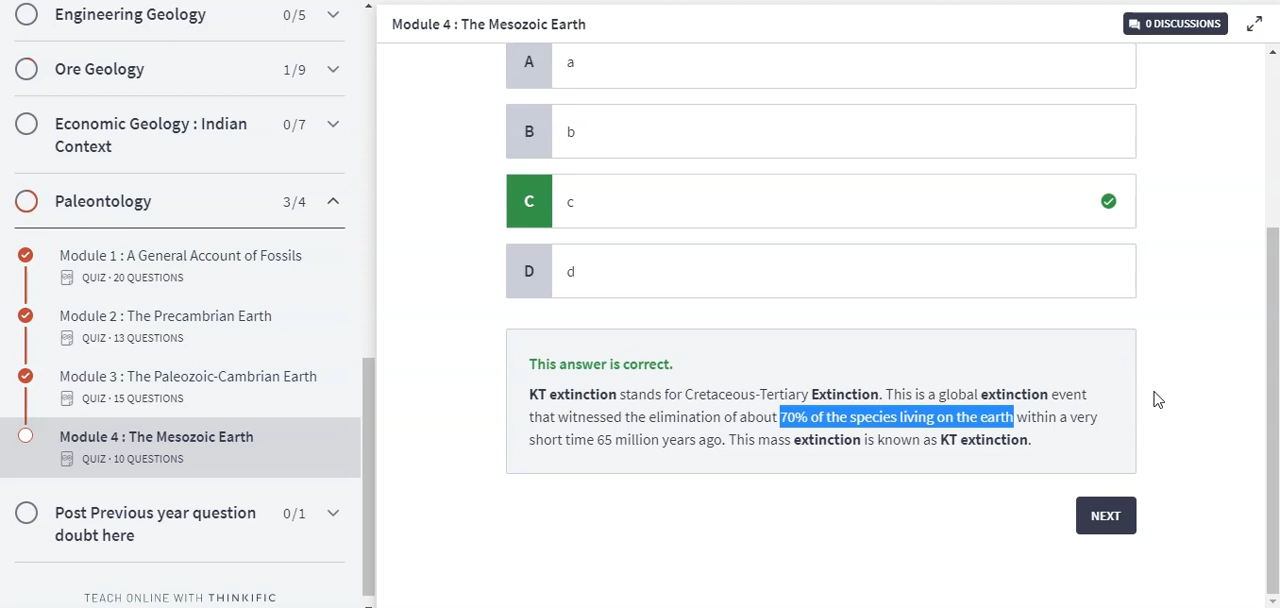 Engineering Geology 0/5
Ore Geology 1/9
Economic Geology : Indian 0/7
Context
Paleontology 3/4
Module 1 : A General Account of Fossils
QUIZ · 20 QUESTIONS
Module 2 : The Precambrian Earth
QUIZ · 13 QUESTIONS
Module 3 : The Paleozoic-Cambrian Earth
QUIZ · 15 QUESTIONS
Module 4 : The Mesozoic Earth
QUIZ · 10 QUESTIONS
Post Previous year question 0/1
doubt here
TEACH ONLINE WITH THINKIFIC
Module 4 : The Mesozoic Earth
0 DISCUSSIONS
A a
B b
C c
D d
This answer is correct.
KT extinction stands for Cretaceous-Tertiary Extinction. This is a global extinction event
that witnessed the elimination of about 70% of the species living on the earth within a very
short time 65 million years ago. This mass extinction is known as KT extinction.
NEXT